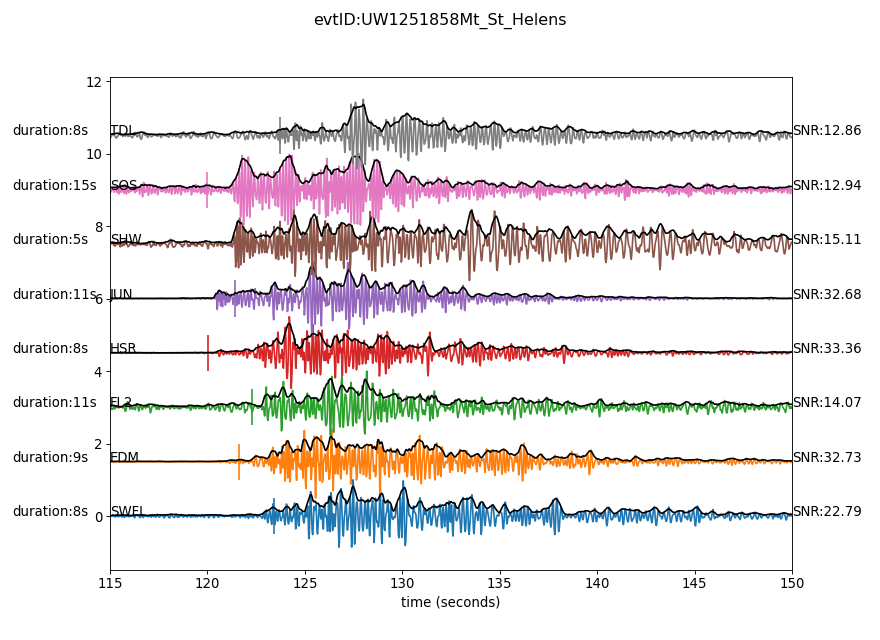 evtID:UW1251858Mt_St_Helens
12
duration:8s TDL SNR:12.86
10
duration:15s SOS SNR:12.94
8
duration:5s SHW SNR:15.11
duration:11s JUN SNR:32.68
6
duration:8s HSR SNR:33.36
4
duration:11s FL2 SNR:14.07
2
duration:9s EDM SNR:32.73
duration:8s SWFL SNR:22.79
0
115 120 125 130 135 140 145 150
time (seconds)